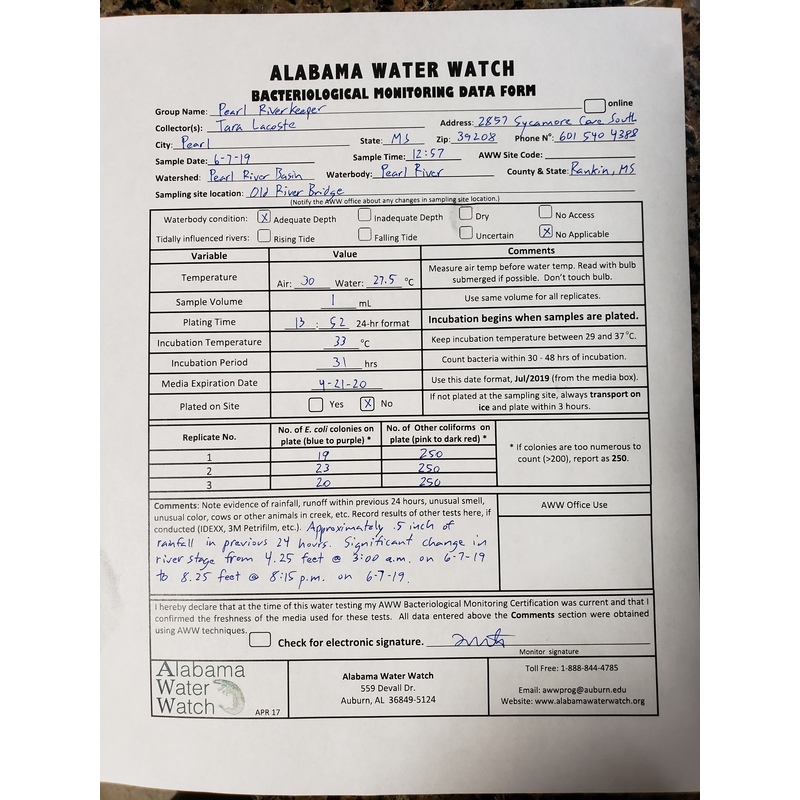 ALABAMA WATER WATCH
BACTERIOLOGICAL MONITORING DATA FORM
Group Name: Pearl Riverkeeper online
Collector(s): Tara Lacoste Address: 2857 Sycamore Cove South
City: Pearl State: MS Zip: 39208 Phone N°: 601 540 4388
Sample Date: 6-7-19 Sample Time: 12:57 AWW Site Code:
Watershed: Pearl River Basin Waterbody: Pearl River County & State: Rankin, MS
Sampling site location: Old River Bridge
(Notify the AWW office about any changes in sampling site location.)
Waterbody condition: X Adequate Depth Inadequate Depth Dry No Access
Tidally influenced rivers: Rising Tide Falling Tide Uncertain X No Applicable
Variable Value Comments
Temperature Air: 30 Water: 27.5 °C Measure air temp before water temp. Read with bulb
submerged if possible. Don't touch bulb.
Sample Volume 1 mL Use same volume for all replicates.
Plating Time 13 : 52 24-hr format Incubation begins when samples are plated.
Incubation Temperature 33 °C Keep incubation temperature between 29 and 37°C.
Incubation Period 31 hrs Count bacteria within 30 - 48 hrs of incubation.
Media Expiration Date 4-21-20 Use this date format, Jul/2019 (from the media box).
Plated on Site Yes X No If not plated at the sampling site, always transport on
ice and plate within 3 hours.
Replicate No. No. of E. coli colonies on
plate (blue to purple) * No. of Other coliforms on
plate (pink to dark red) * * If colonies are too numerous to
count (>200), report as 250.
1 19 250
2 23 250
3 20 250
Comments: Note evidence of rainfall, runoff within previous 24 hours, unusual smell,
unusual color, cows or other animals in creek, etc. Record results of other tests here, if
conducted (IDEXX, 3M Petrifilm, etc.). Approximately .5 inch of
rainfall in previous 24 hours. Significant change in
river stage from 4.25 feet @ 3:00 a.m. on 6-7-19
to 8.25 feet @ 8:15 p.m. on 6-7-19.
AWW Office Use
I hereby declare that at the time of this water testing my AWW Bacteriological Monitoring Certification was current and that I
confirmed the freshness of the media used for these tests. All data entered above the Comments section were obtained
using AWW techniques.
Check for electronic signature.
Monitor signature
Alabama
Water
Watch
APR 17
Alabama Water Watch
559 Devall Dr.
Auburn, AL 36849-5124
Toll Free: 1-888-844-4785
Email: awwprog@auburn.edu
Website: www.alabamawaterwatch.org